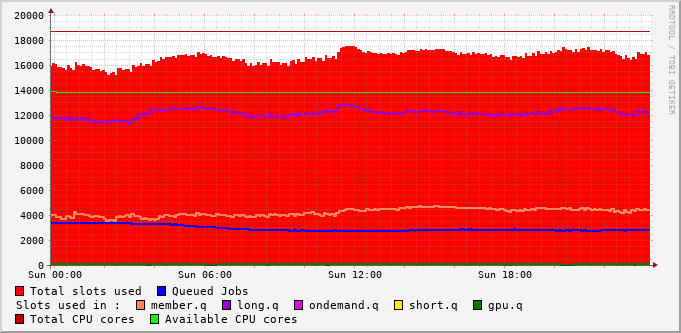 20000
18000
16000
14000
12000
10000
8000
6000
4000
2000
0
Sun 00:00 Sun 06:00 Sun 12:00 Sun 18:00
RRDTOOL / TOBI OETIKER
Total slots used Queued Jobs
Slots used in : member.q long.q ondemand.q short.q gpu.q
Total CPU cores Available CPU cores